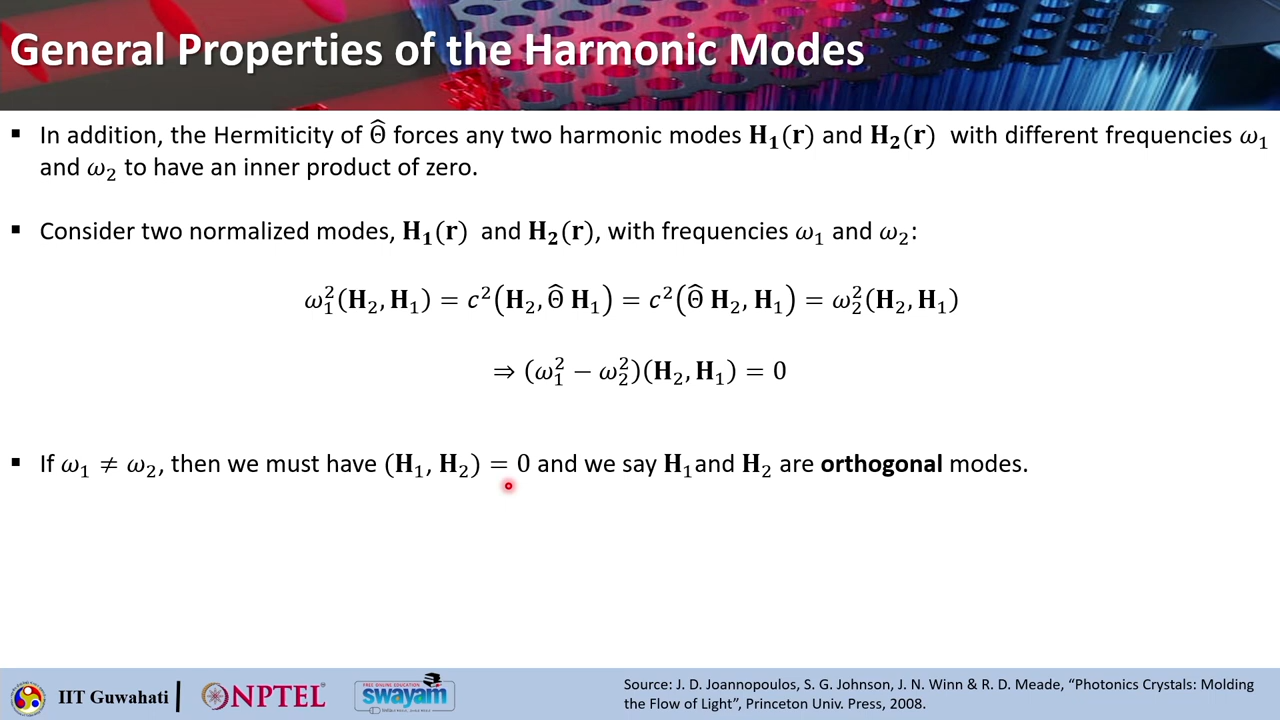 General Properties of the Harmonic Modes
▪ In addition, the Hermiticity of Θ̂ forces any two harmonic modes 𝐇₁(𝐫) and 𝐇₂(𝐫) with different frequencies ω₁
and ω₂ to have an inner product of zero.
▪ Consider two normalized modes, 𝐇₁(𝐫) and 𝐇₂(𝐫), with frequencies ω₁ and ω₂:
ω₁²(𝐇₂, 𝐇₁) = c²(𝐇₂, Θ̂ 𝐇₁) = c²(Θ̂ 𝐇₂, 𝐇₁) = ω₂²(𝐇₂, 𝐇₁)
⇒ (ω₁² − ω₂²)(𝐇₂, 𝐇₁) = 0
▪ If ω₁ ≠ ω₂, then we must have (𝐇₁, 𝐇₂) = 0 and we say 𝐇₁and 𝐇₂ are orthogonal modes.
IIT Guwahati
NPTEL
FREE ONLINE EDUCATION
swayam
Source: J. D. Joannopoulos, S. G. Johnson, J. N. Winn & R. D. Meade, “Photonics Crystals: Molding
the Flow of Light”, Princeton Univ. Press, 2008.